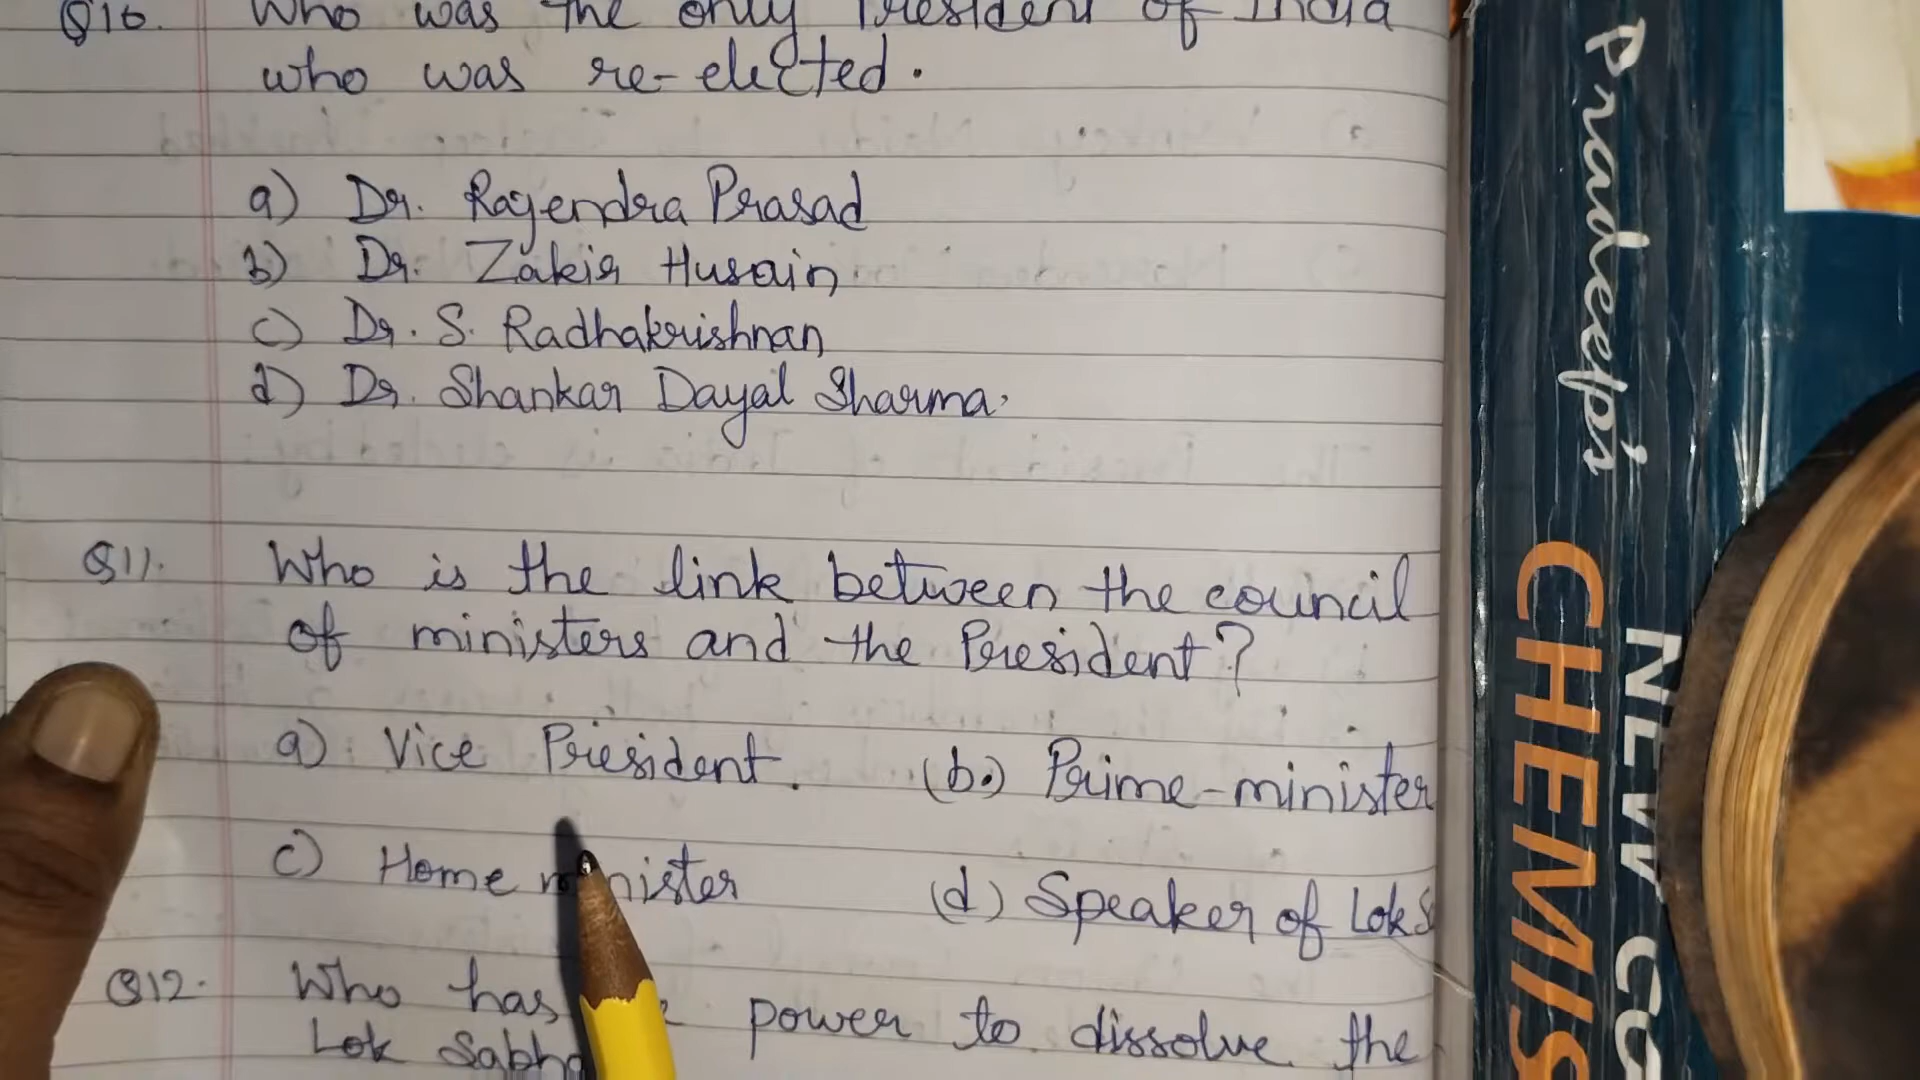 Q10. Who was the only President of India
who was re-elected.
a) Dr. Rajendra Prasad
b) Dr. Zakir Husain
c) Dr. S. Radhakrishnan
d) Dr. Shankar Dayal Sharma.
Q11. Who is the link between the council
of ministers and the President?
a) Vice President. (b.) Prime-minister
c) Home minister (d) Speaker of Lok S
Q12. Who has power to dissolve the
Lok Sabha
Pradeep's
NEW CO
CHEMIS